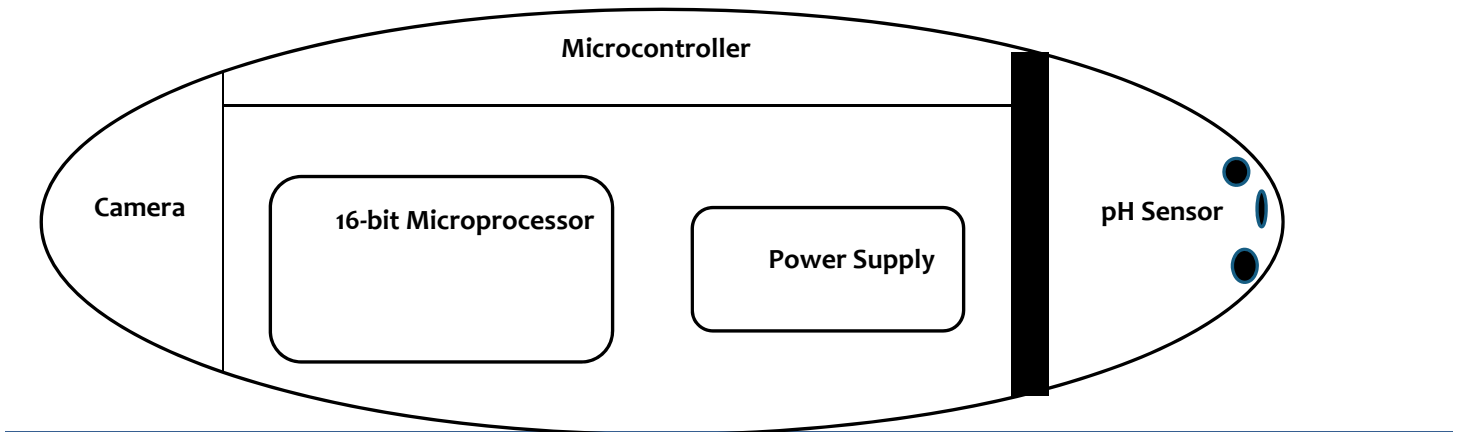 Microcontroller
Camera
16-bit Microprocessor
pH Sensor
Power Supply